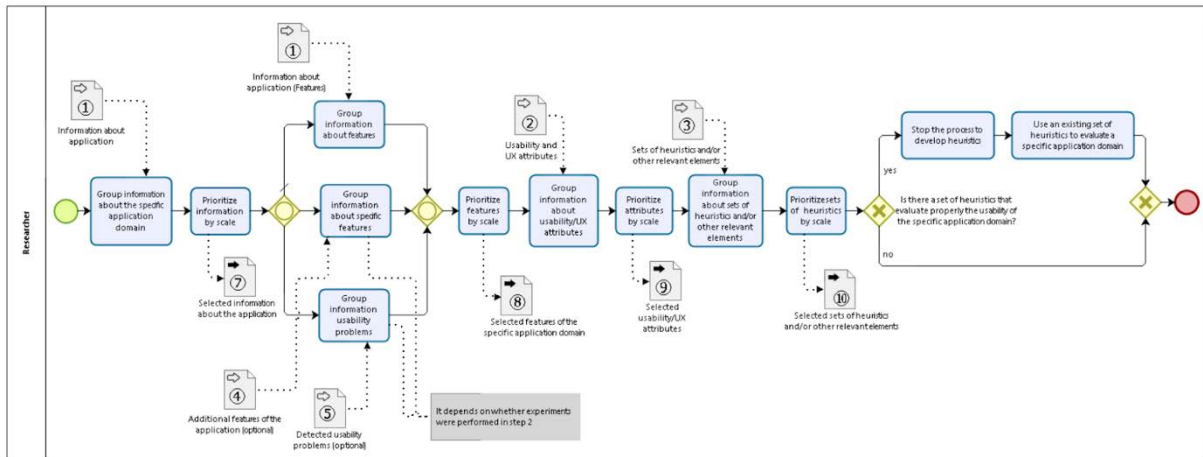 Researcher
①
Information about
application
Group information
about the specific
application
domain
Prioritize
information
by scale
⑦
Selected information
about the application
①
Information about
application (Features)
Group
information
about features
Group
information
about specific
features
Group
information
usability
problems
④
Additional features of the
application (optional)
⑤
Detected usability
problems (optional)
It depends on whether experiments
were performed in step 2
Prioritize
features
by scale
⑧
Selected features of the
specific application domain
②
Usability and
UX attributes
Group
information
about
usability/UX
attributes
Prioritize
attributes
by scale
⑨
Selected
usability/UX
attributes
③
Sets of heuristics and/or
other relevant elements
Group
information
about sets of
heuristics and/or
other relevant
elements
Prioritize sets
of heuristics
by scale
⑩
Selected sets of heuristics
and/or other relevant elements
yes
Is there a set of heuristics that
evaluate properly the usability of
the specific application domain?
no
Stop the process to
develop heuristics
Use an existing set of
heuristics to evaluate a
specific application domain